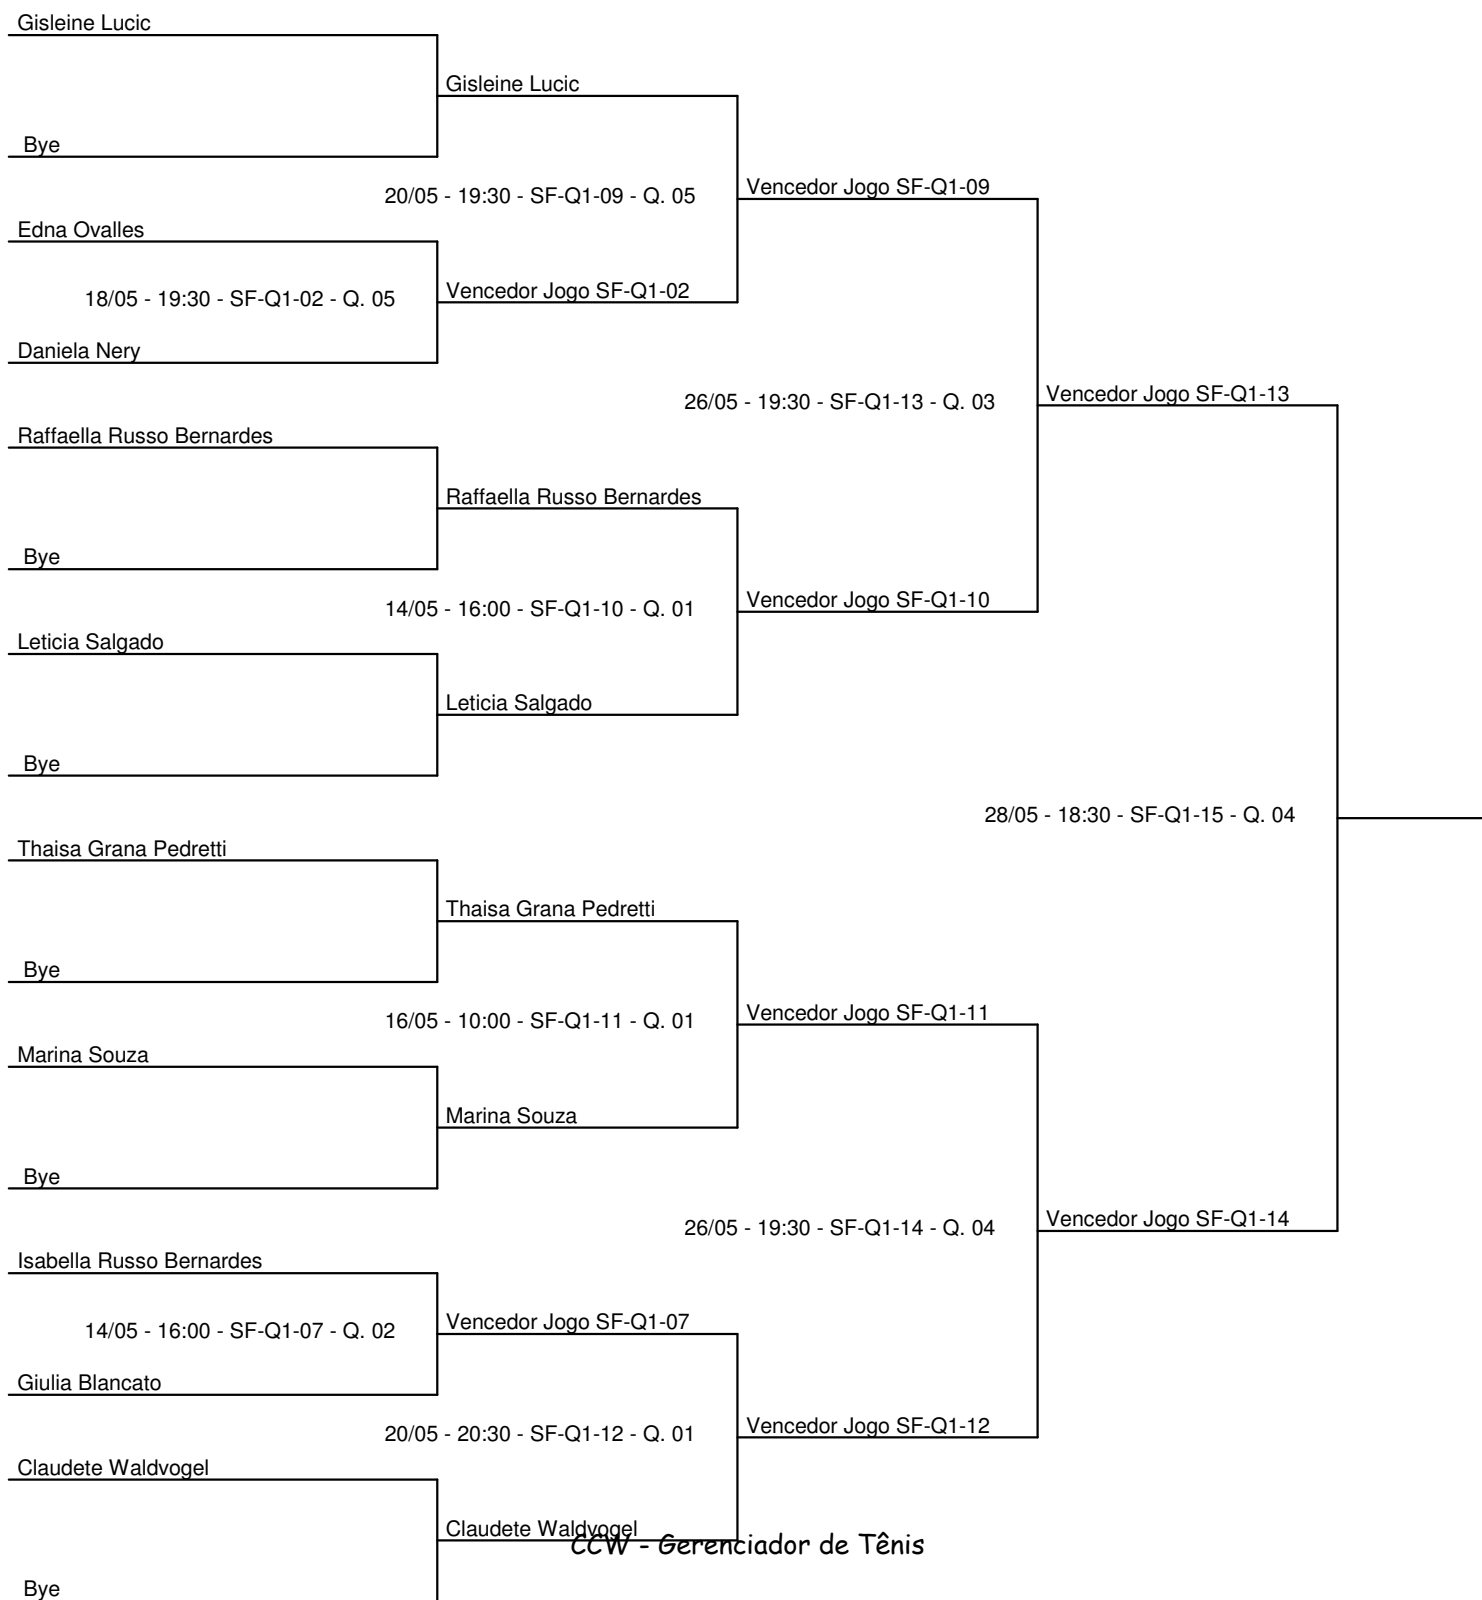 Gisleine Lucic
Gisleine Lucic
Bye
20/05 - 19:30 - SF-Q1-09 - Q. 05
Vencedor Jogo SF-Q1-09
Edna Ovalles
18/05 - 19:30 - SF-Q1-02 - Q. 05
Vencedor Jogo SF-Q1-02
Daniela Nery
26/05 - 19:30 - SF-Q1-13 - Q. 03
Vencedor Jogo SF-Q1-13
Raffaella Russo Bernardes
Raffaella Russo Bernardes
Bye
14/05 - 16:00 - SF-Q1-10 - Q. 01
Vencedor Jogo SF-Q1-10
Leticia Salgado
Leticia Salgado
Bye
28/05 - 18:30 - SF-Q1-15 - Q. 04
Thaisa Grana Pedretti
Thaisa Grana Pedretti
Bye
16/05 - 10:00 - SF-Q1-11 - Q. 01
Vencedor Jogo SF-Q1-11
Marina Souza
Marina Souza
Bye
26/05 - 19:30 - SF-Q1-14 - Q. 04
Vencedor Jogo SF-Q1-14
Isabella Russo Bernardes
14/05 - 16:00 - SF-Q1-07 - Q. 02
Vencedor Jogo SF-Q1-07
Giulia Blancato
20/05 - 20:30 - SF-Q1-12 - Q. 01
Vencedor Jogo SF-Q1-12
Claudete Waldvogel
Claudete Waldvogel
CCW - Gerenciador de Tênis
Bye